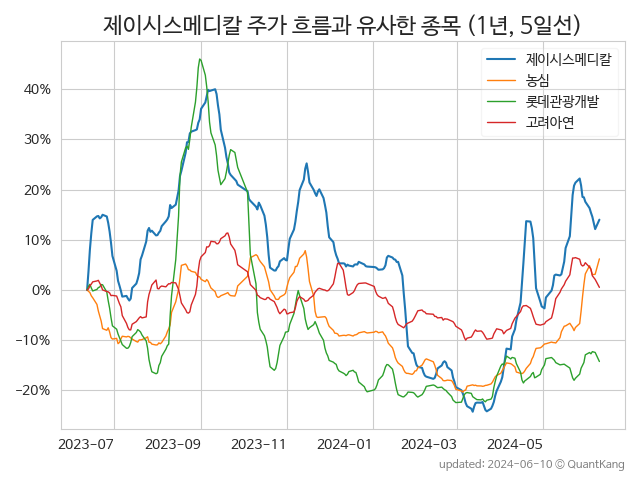 제이시스메디칼 주가 흐름과 유사한 종목 (1년, 5일선)
제이시스메디칼
농심
롯데관광개발
고려아연
40%
30%
20%
10%
0%
−10%
−20%
2023-07 2023-09 2023-11 2024-01 2024-03 2024-05
updated: 2024-06-10 © QuantKang